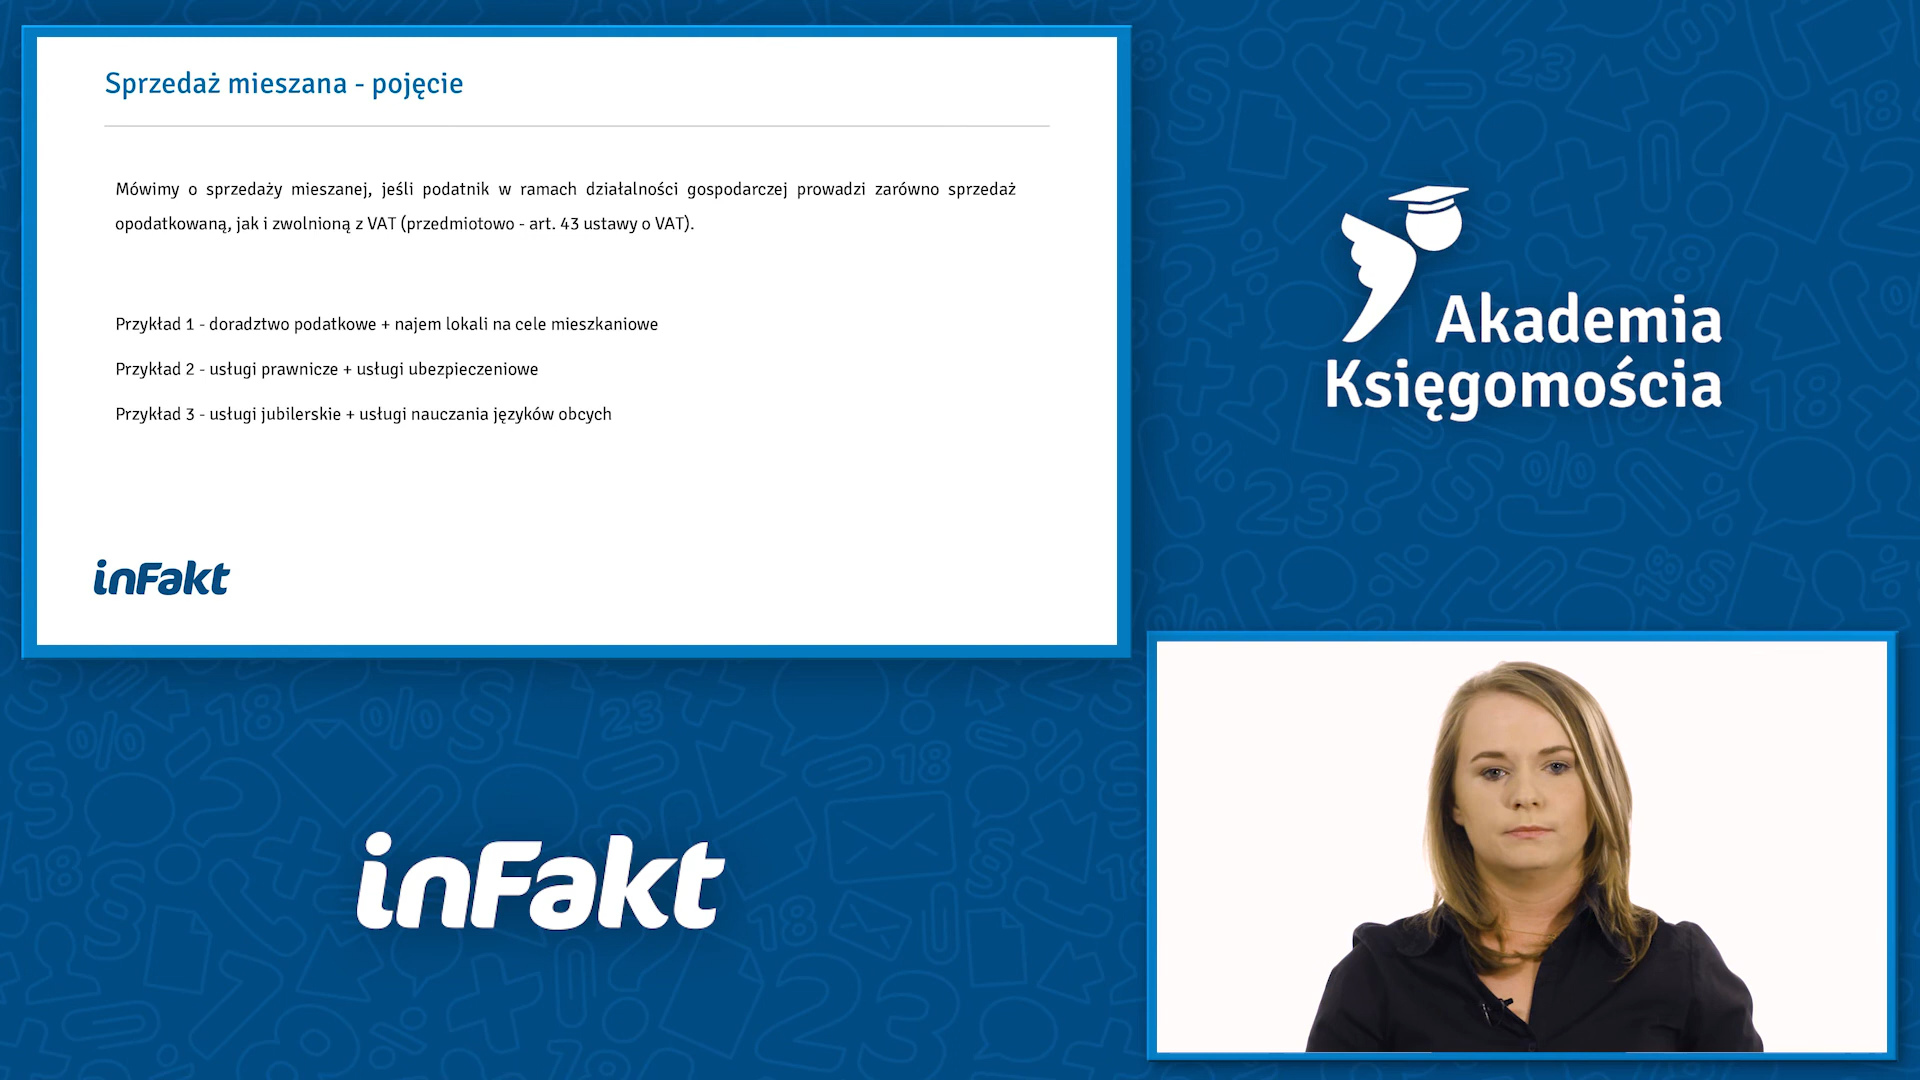 Sprzedaż mieszana - pojęcie
Mówimy o sprzedaży mieszanej, jeśli podatnik w ramach działalności gospodarczej prowadzi zarówno sprzedaż
opodatkowaną, jak i zwolnioną z VAT (przedmiotowo - art. 43 ustawy o VAT).
Przykład 1 - doradztwo podatkowe + najem lokali na cele mieszkaniowe
Przykład 2 - usługi prawnicze + usługi ubezpieczeniowe
Przykład 3 - usługi jubilerskie + usługi nauczania języków obcych
inFakt
Akademia
Księgomościa
inFakt